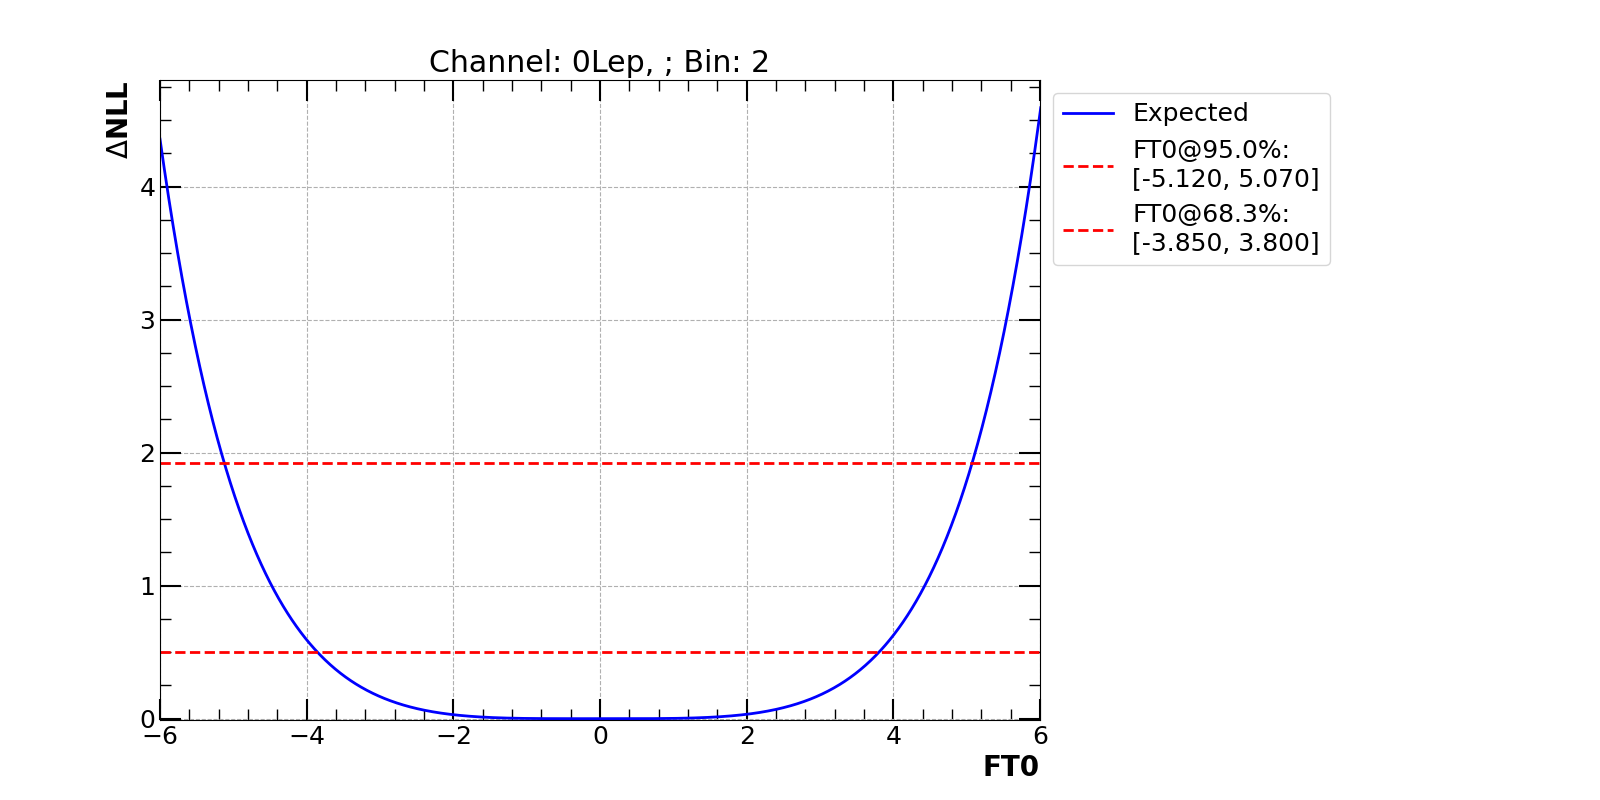 Channel: 0Lep, ; Bin: 2
ΔNLL
4
3
2
1
0
−6
−4
−2
0
2
4
6
FT0
Expected
FT0@95.0%:
[-5.120, 5.070]
FT0@68.3%:
[-3.850, 3.800]